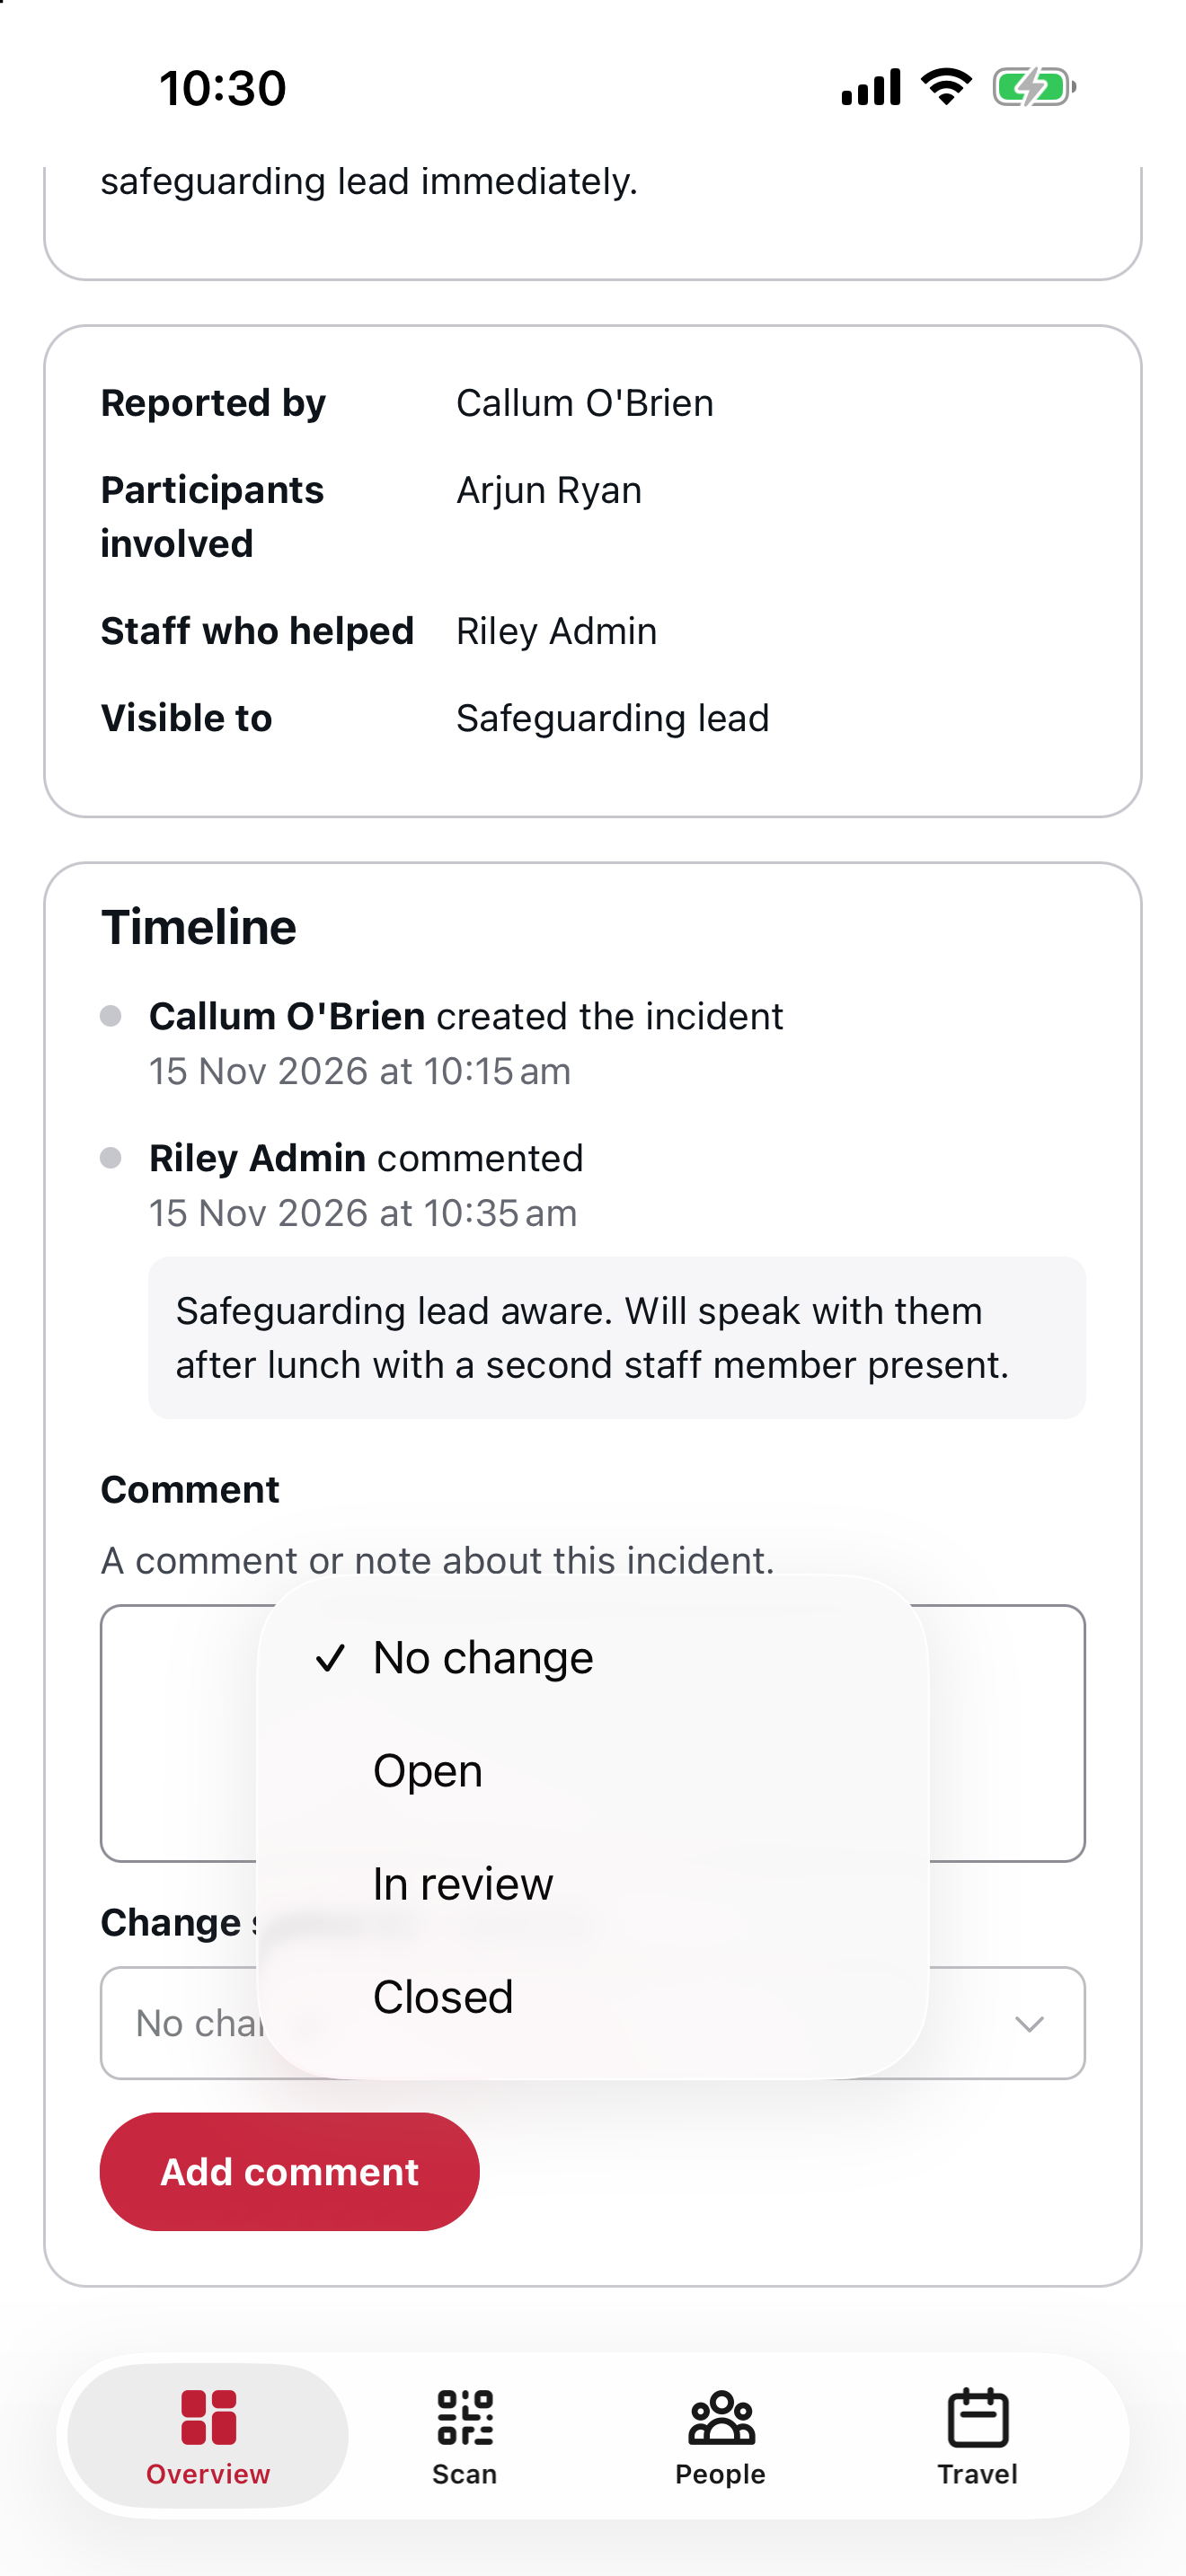 10:30
safeguarding lead immediately.
Reported by Callum O'Brien
Participants involved Arjun Ryan
Staff who helped Riley Admin
Visible to Safeguarding lead
Timeline
Callum O'Brien created the incident
15 Nov 2026 at 10:15 am
Riley Admin commented
15 Nov 2026 at 10:35 am
Safeguarding lead aware. Will speak with them
after lunch with a second staff member present.
Comment
A comment or note about this incident.
✓ No change
Open
In review
Closed
Change
No
Add comment
Overview Scan People Travel